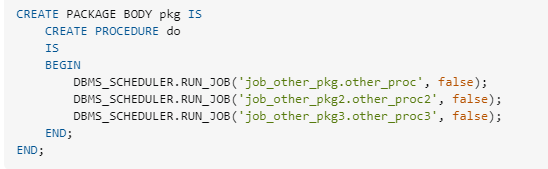 CREATE PACKAGE BODY pkg IS
    CREATE PROCEDURE do
    IS
    BEGIN
        DBMS_SCHEDULER.RUN_JOB('job_other_pkg.other_proc', false);
        DBMS_SCHEDULER.RUN_JOB('job_other_pkg2.other_proc2', false);
        DBMS_SCHEDULER.RUN_JOB('job_other_pkg3.other_proc3', false);
    END;
END;